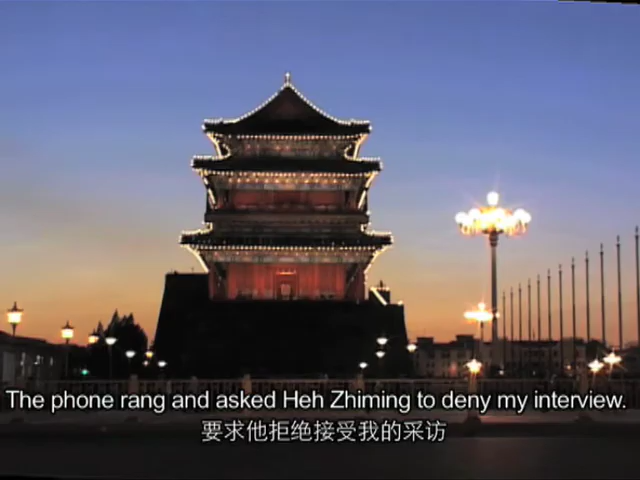 The phone rang and asked Heh Zhiming to deny my interview.
要求他拒绝接受我的采访